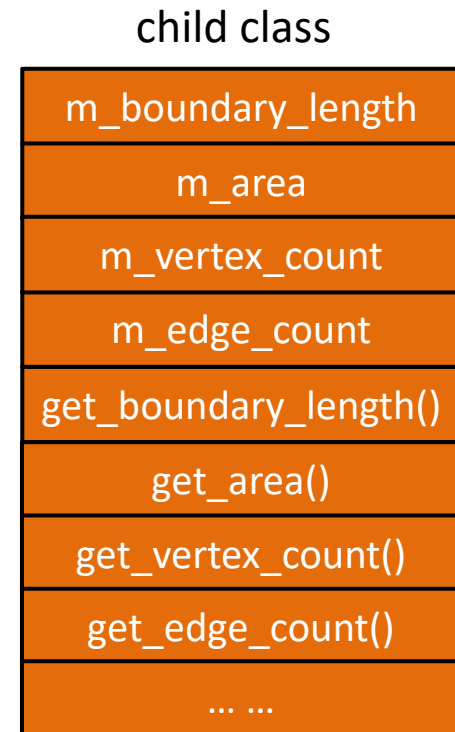 child class
m_boundary_length
m_area
m_vertex_count
m_edge_count
get_boundary_length()
get_area()
get_vertex_count()
get_edge_count()
... ...